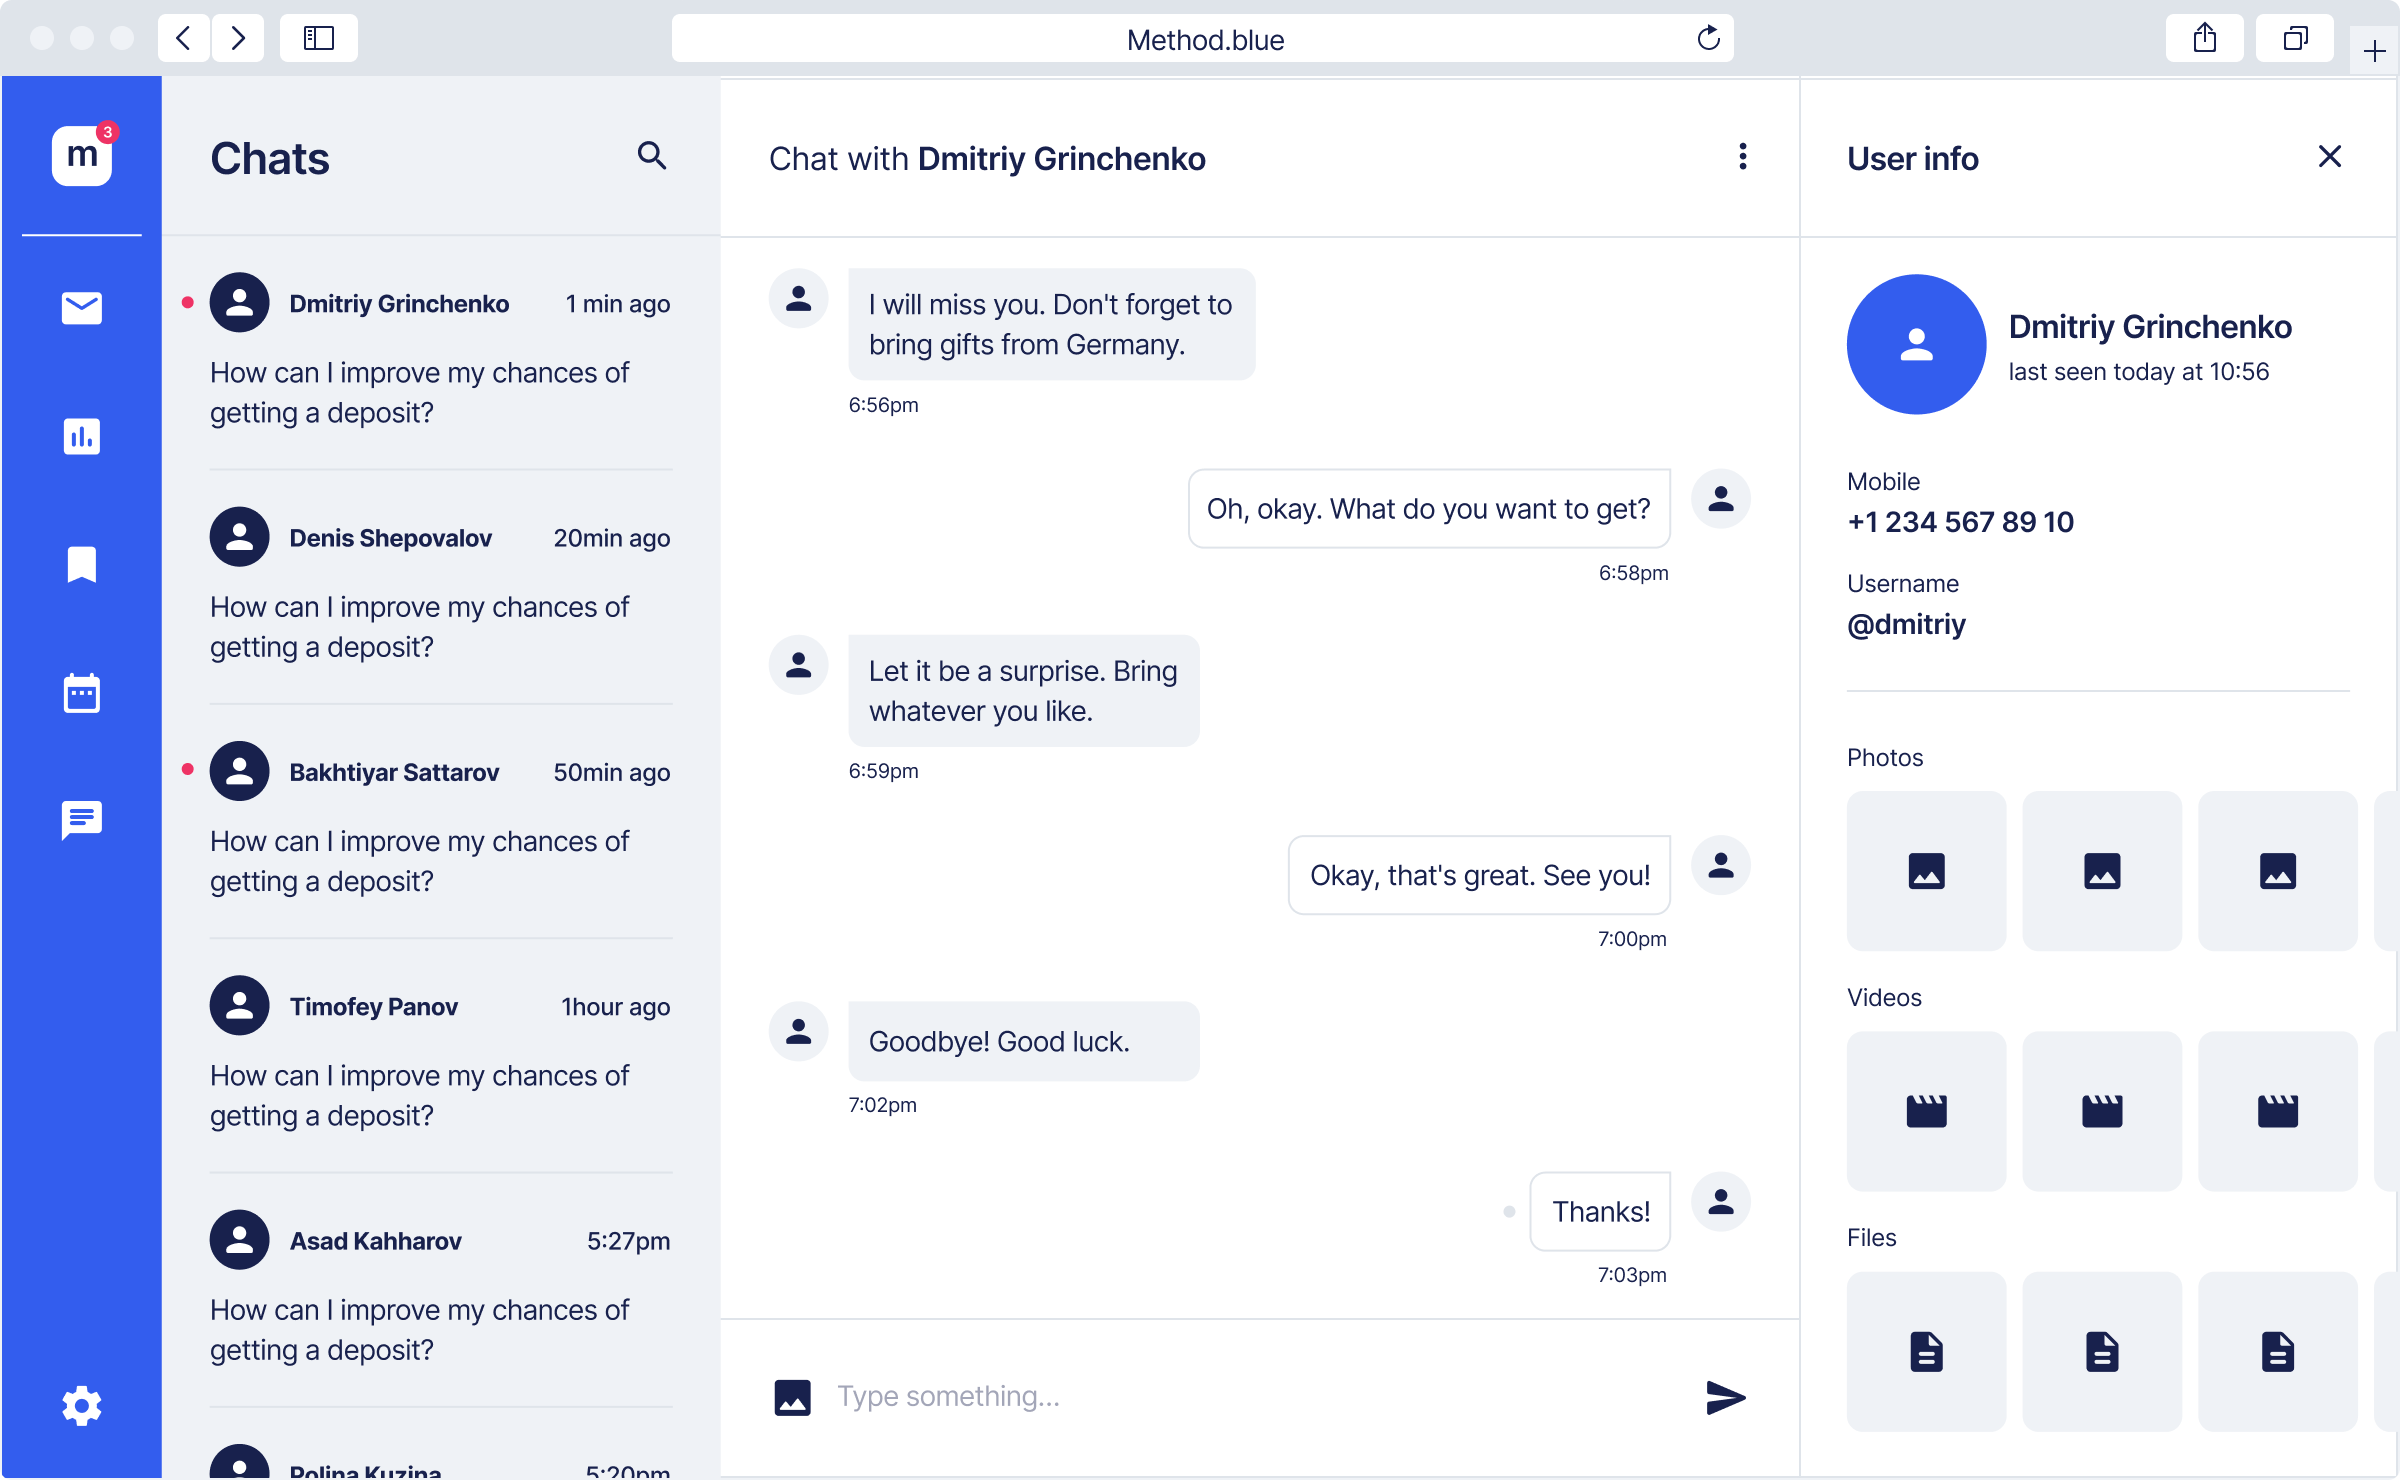 Method.blue
m
3
Chats
Dmitriy Grinchenko 1 min ago
How can I improve my chances of
getting a deposit?
Denis Shepovalov 20min ago
How can I improve my chances of
getting a deposit?
Bakhtiyar Sattarov 50min ago
How can I improve my chances of
getting a deposit?
Timofey Panov 1hour ago
How can I improve my chances of
getting a deposit?
Asad Kahharov 5:27pm
How can I improve my chances of
getting a deposit?
Polina Kuzina 5:20pm
Chat with Dmitriy Grinchenko
I will miss you. Don't forget to
bring gifts from Germany.
6:56pm
Oh, okay. What do you want to get?
6:58pm
Let it be a surprise. Bring
whatever you like.
6:59pm
Okay, that's great. See you!
7:00pm
Goodbye! Good luck.
7:02pm
Thanks!
7:03pm
Type something...
User info
Dmitriy Grinchenko
last seen today at 10:56
Mobile
+1 234 567 89 10
Username
@dmitriy
Photos
Videos
Files